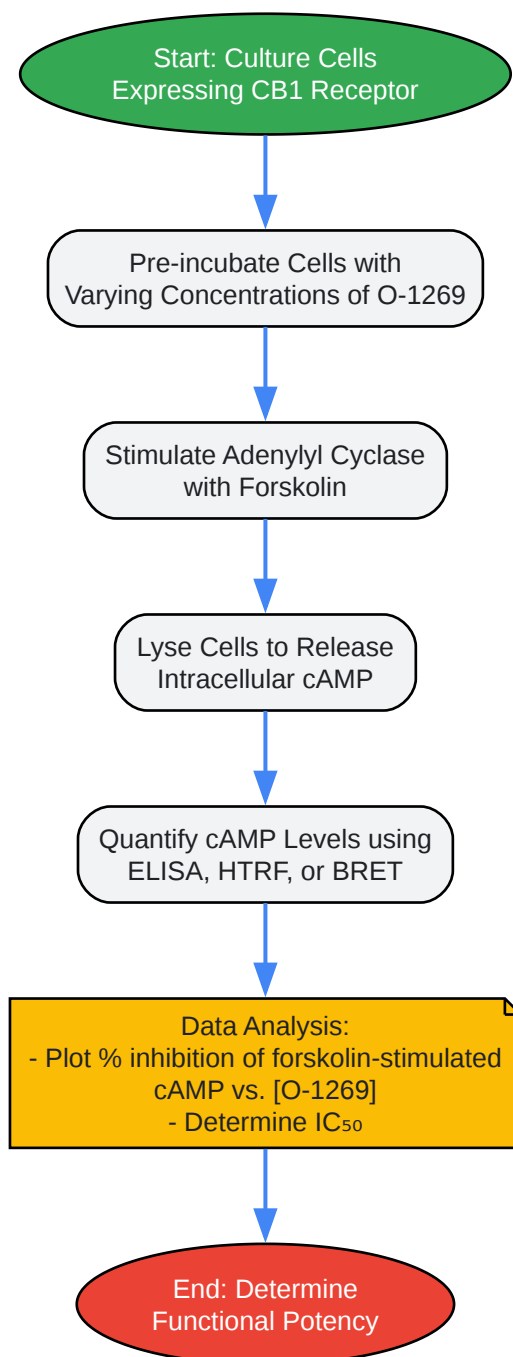 Start: Culture Cells
Expressing CB1 Receptor
Pre-incubate Cells with
Varying Concentrations of O-1269
Stimulate Adenylyl Cyclase
with Forskolin
Lyse Cells to Release
Intracellular cAMP
Quantify cAMP Levels using
ELISA, HTRF, or BRET
Data Analysis:
- Plot % inhibition of forskolin-stimulated
cAMP vs. [O-1269]
- Determine IC₅₀
End: Determine
Functional Potency